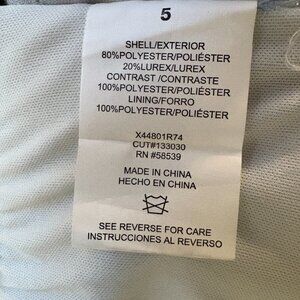 5
SHELL/EXTERIOR
80%POLYESTER/POLIÉSTER
20%LUREX/LUREX
CONTRAST /CONTRASTE
100%POLYESTER/POLIÉSTER
LINING/FORRO
100%POLYESTER/POLIÉSTER
X44801R74
CUT#133030
RN #58539
MADE IN CHINA
HECHO EN CHINA
SEE REVERSE FOR CARE
INSTRUCCIONES AL REVERSO